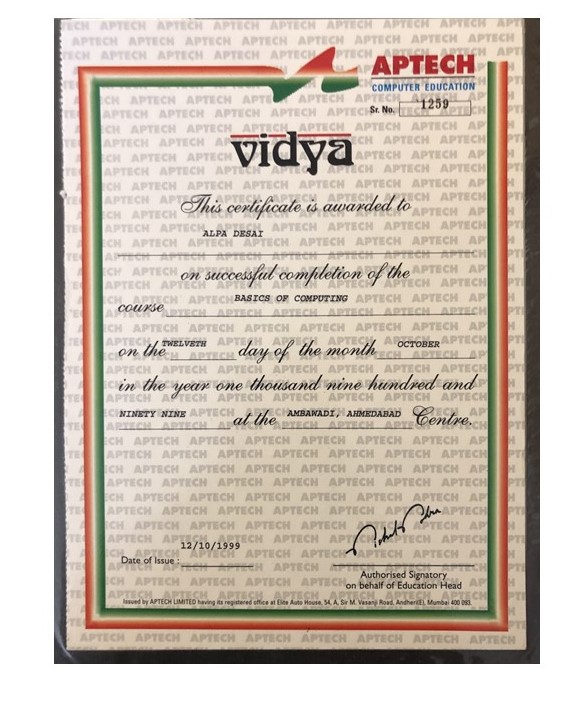 APTECH
COMPUTER EDUCATION
Sr. No. 1259
vidya
This certificate is awarded to
ALPA DESAI
on successful completion of the
course BASICS OF COMPUTING
on the TWELVETH day of the month OCTOBER
in the year one thousand nine hundred and
NINETY NINE at the AMBAWADI, AHMEDABAD Centre.
12/10/1999
Date of Issue :
Authorised Signatory
on behalf of Education Head
Issued by APTECH LIMITED having its registered office at Elite Auto House, 54, A, Sir M. Vasanji Road, Andheri(E), Mumbai 400 093.